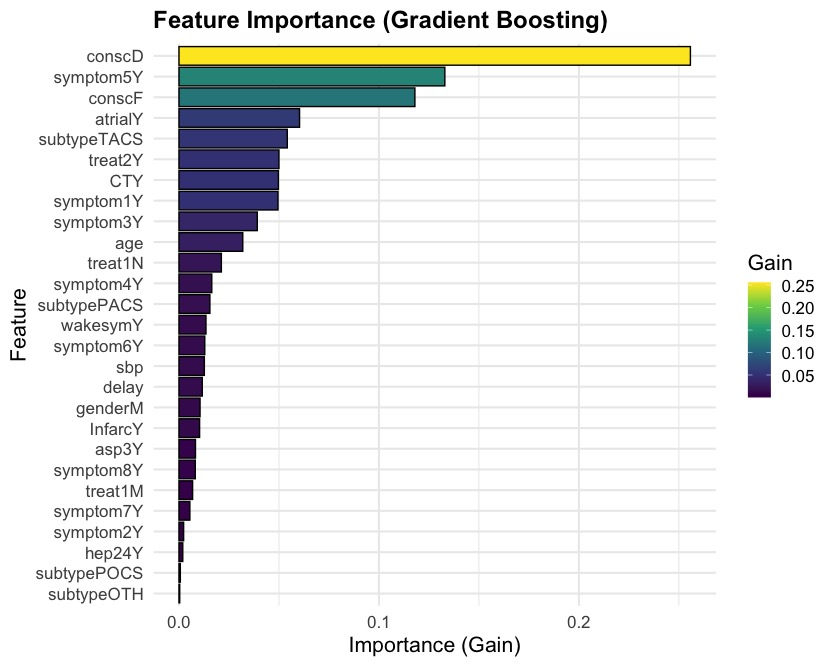 Feature Importance (Gradient Boosting)
conscD
symptom5Y
conscF
atrialY
subtypeTACS
treat2Y
CTY
symptom1Y
symptom3Y
age
treat1N
symptom4Y
subtypePACS
wakesymY
symptom6Y
sbp
delay
genderM
InfarcY
asp3Y
symptom8Y
treat1M
symptom7Y
symptom2Y
hep24Y
subtypePOCS
subtypeOTH
Feature
0.0 0.1 0.2
Importance (Gain)
Gain
0.25
0.20
0.15
0.10
0.05